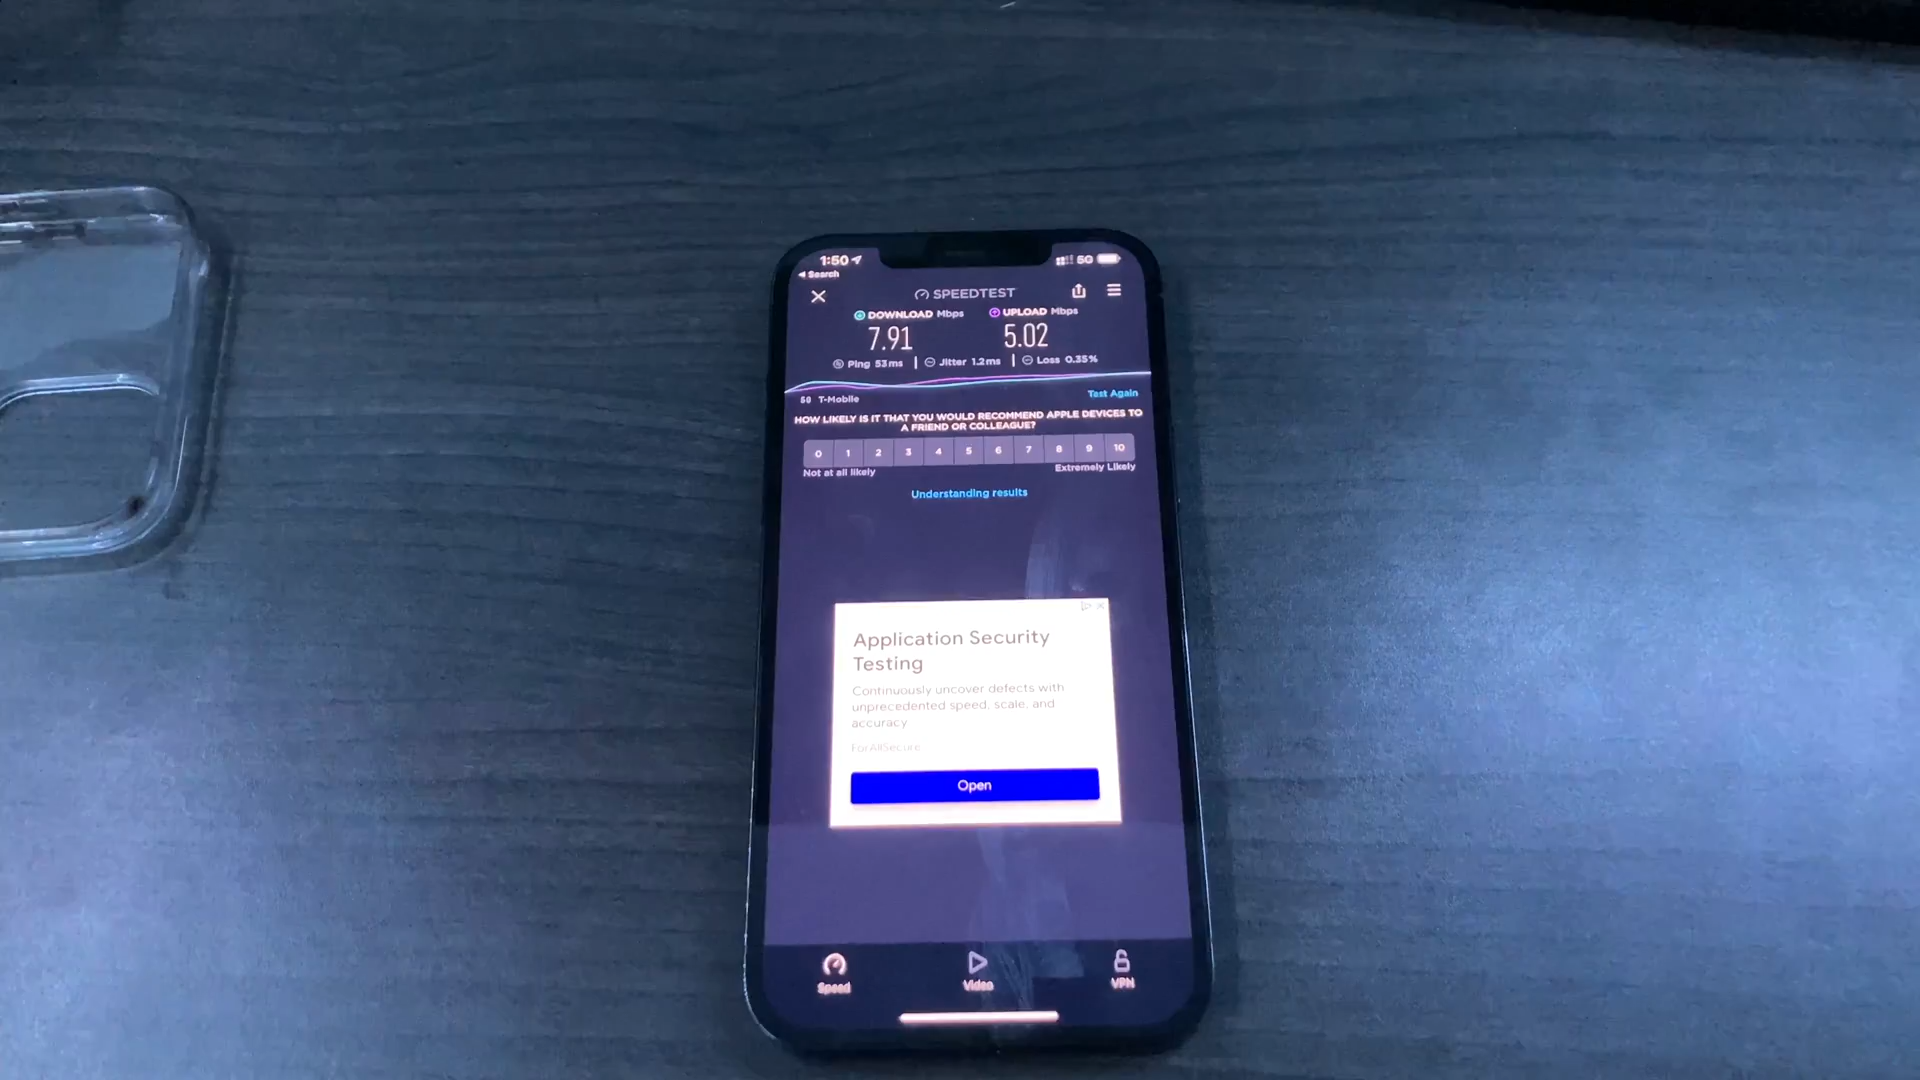 1:50
5G
Search
SPEEDTEST
DOWNLOAD Mbps
UPLOAD Mbps
7.91
5.02
Ping 53ms
Jitter 1.2ms
Loss 0.35%
5G T-Mobile
Test Again
HOW LIKELY IS IT THAT YOU WOULD RECOMMEND APPLE DEVICES TO
A FRIEND OR COLLEAGUE?
0 1 2 3 4 5 6 7 8 9 10
Not at all likely
Extremely Likely
Understanding results
Application Security
Testing
Continuously uncover defects with
unprecedented speed, scale, and
accuracy
ForAllSecure
Open
Speed
Video
VPN